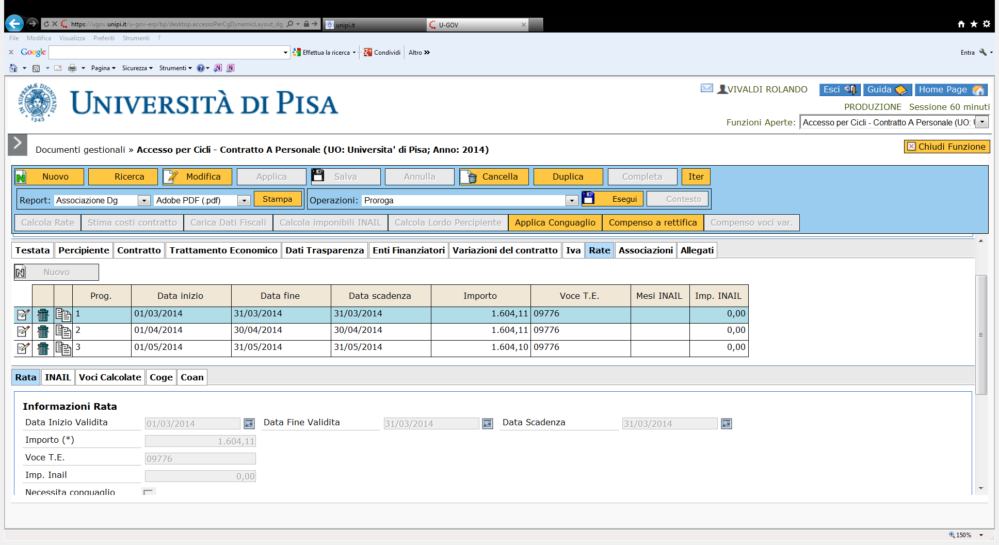 https://ugov.unipi.it/u-gov-erp/bp/desktop.accessoPerCgDynamicLayout_dg_
unipi.it
U-GOV
File Modifica Visualizza Preferiti Strumenti ?
x Google Effettua la ricerca Condividi Altro » Entra
Pagina Sicurezza Strumenti
IN SUPREMÆ DIGNITATIS 1343
UNIVERSITÀ DI PISA
VIVALDI ROLANDO Esci Guida Home Page
PRODUZIONE Sessione 60 minuti
Funzioni Aperte: Accesso per Cicli - Contratto A Personale (UO:
Documenti gestionali » Accesso per Cicli - Contratto A Personale (UO: Universita' di Pisa; Anno: 2014)
Chiudi Funzione
Nuovo Ricerca Modifica Applica Salva Annulla Cancella Duplica Completa Iter
Report: Associazione Dg Adobe PDF (.pdf) Stampa Operazioni: Proroga Esegui Contesto
Calcola Rate Stima costi contratto Carica Dati Fiscali Calcola imponibili INAIL Calcola Lordo Percipiente Applica Conguaglio Compenso a rettifica Compenso voci var.
Testata Percipiente Contratto Trattamento Economico Dati Trasparenza Enti Finanziatori Variazioni del contratto Iva Rate Associazioni Allegati
Nuovo
Prog. Data inizio Data fine Data scadenza Importo Voce T.E. Mesi INAIL Imp. INAIL
1 01/03/2014 31/03/2014 31/03/2014 1.604,11 09776 0,00
2 01/04/2014 30/04/2014 30/04/2014 1.604,11 09776 0,00
3 01/05/2014 31/05/2014 31/05/2014 1.604,10 09776 0,00
Rata INAIL Voci Calcolate Coge Coan
Informazioni Rata
Data Inizio Validita 01/03/2014 Data Fine Validita 31/03/2014 Data Scadenza 31/03/2014
Importo (*) 1.604,11
Voce T.E. 09776
Imp. Inail 0,00
Necessita conguaglio
150%